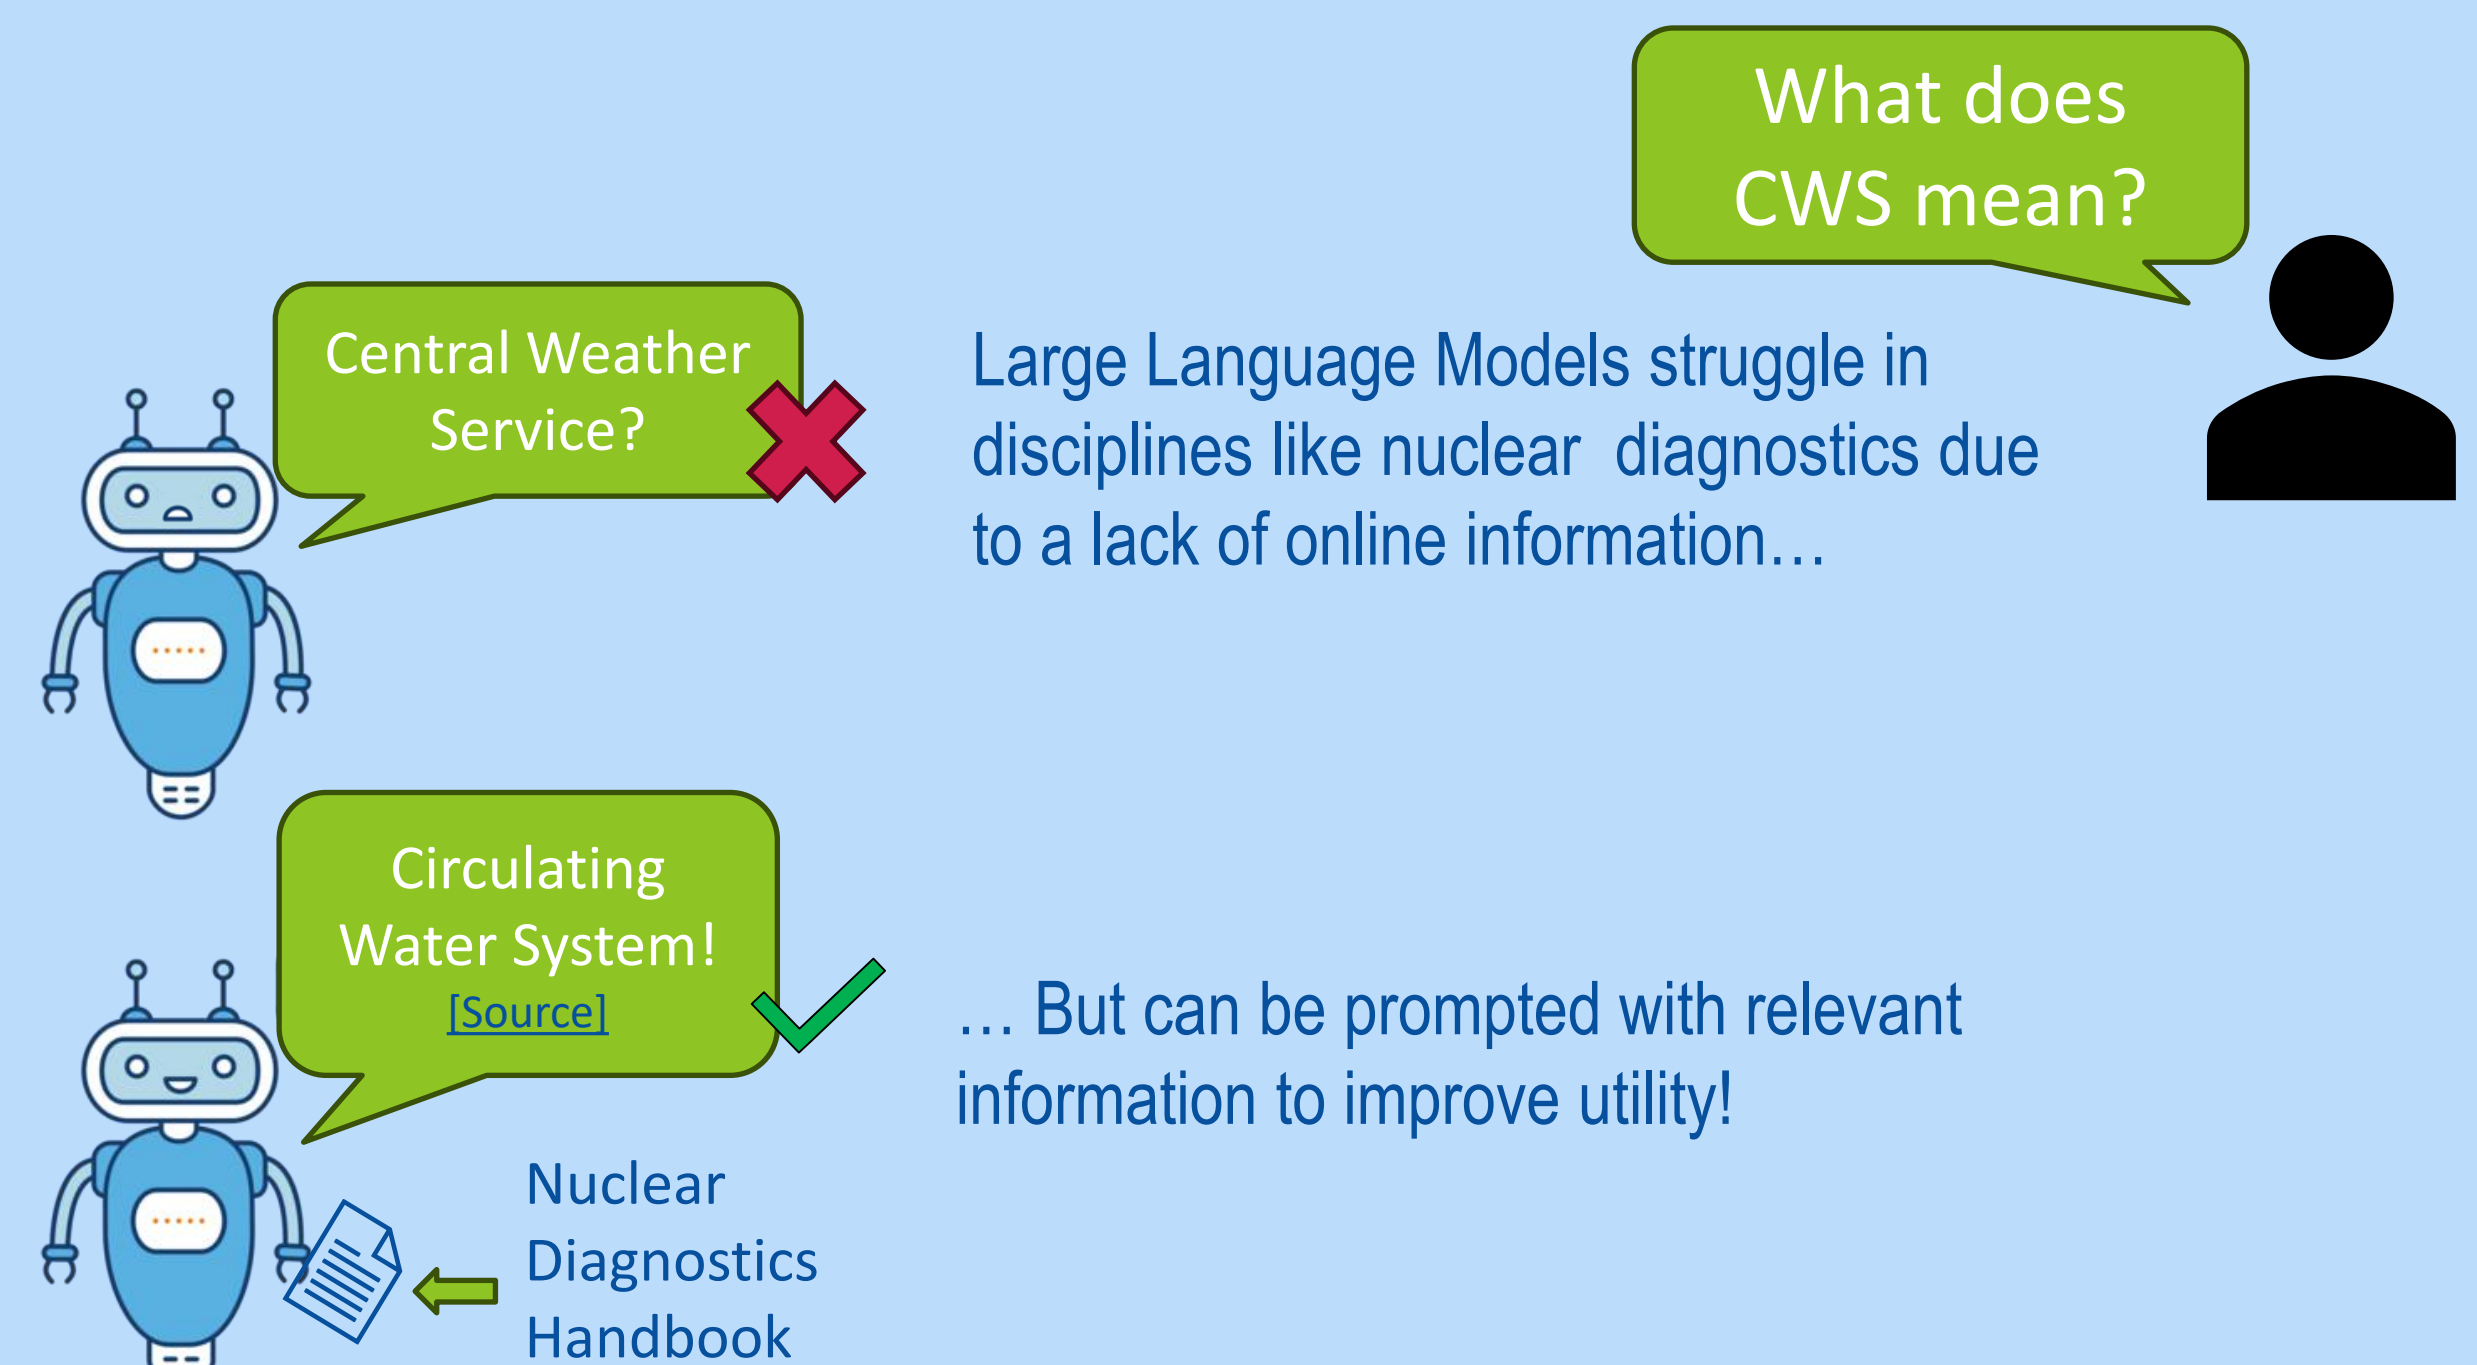 What does
CWS mean?
Central Weather
Service?
Large Language Models struggle in
disciplines like nuclear diagnostics due
to a lack of online information…
Circulating
Water System!
[Source]
… But can be prompted with relevant
information to improve utility!
Nuclear
Diagnostics
Handbook